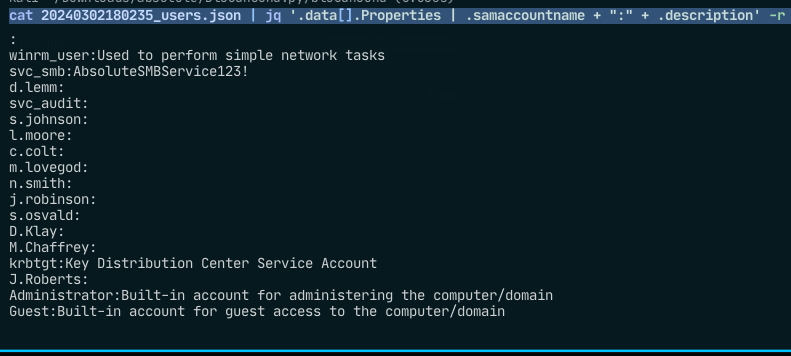 cat 20240302180235_users.json | jq '.data[].Properties | .samaccountname + ":" + .description' -r
:
winrm_user:Used to perform simple network tasks
svc_smb:AbsoluteSMBService123!
d.lemm:
svc_audit:
s.johnson:
l.moore:
c.colt:
m.lovegod:
n.smith:
j.robinson:
s.osvald:
D.Klay:
M.Chaffrey:
krbtgt:Key Distribution Center Service Account
J.Roberts:
Administrator:Built-in account for administering the computer/domain
Guest:Built-in account for guest access to the computer/domain